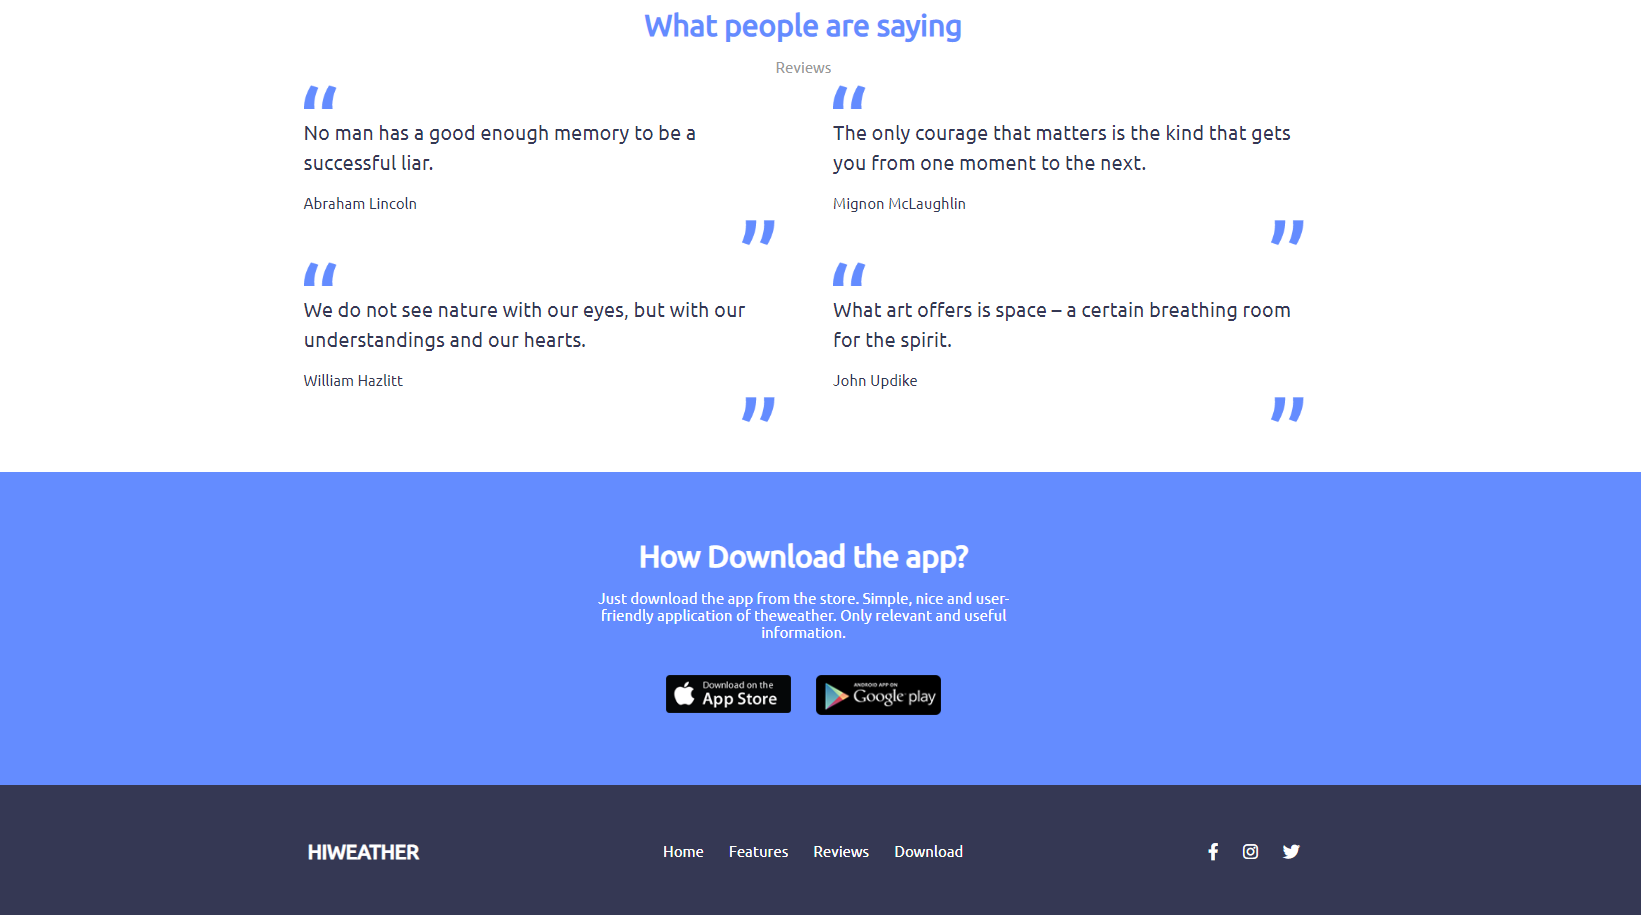 What people are saying
Reviews
“
No man has a good enough memory to be a
successful liar.
Abraham Lincoln
”
“
The only courage that matters is the kind that gets
you from one moment to the next.
Mignon McLaughlin
”
“
We do not see nature with our eyes, but with our
understandings and our hearts.
William Hazlitt
”
“
What art offers is space – a certain breathing room
for the spirit.
John Updike
”
How Download the app?
Just download the app from the store. Simple, nice and user-
friendly application of theweather. Only relevant and useful
information.
Download on the
App Store
ANDROID APP ON
Google play
HIWEATHER
Home Features Reviews Download